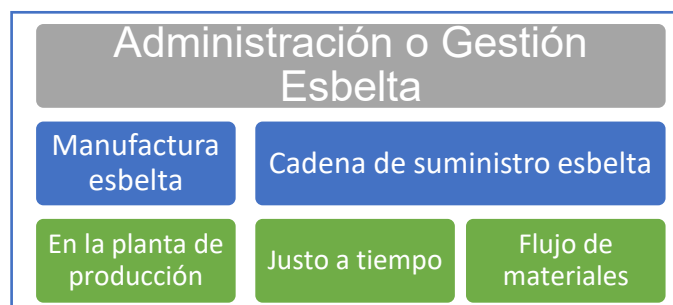 Administración o Gestión
Esbelta
Manufactura
esbelta
Cadena de suministro esbelta
En la planta de
producción
Justo a tiempo
Flujo de
materiales